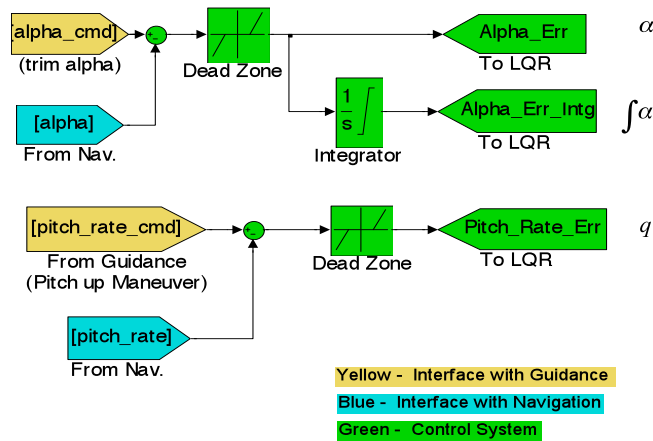 [alpha_cmd]
(trim alpha)
+
-
Dead Zone
Alpha_Err
To LQR
α
[alpha]
From Nav.
1
s
Integrator
Alpha_Err_Intg
To LQR
∫α
[pitch_rate_cmd]
From Guidance
(Pitch up Maneuver)
+
-
Dead Zone
Pitch_Rate_Err
To LQR
q
[pitch_rate]
From Nav.
Yellow - Interface with Guidance
Blue - Interface with Navigation
Green - Control System